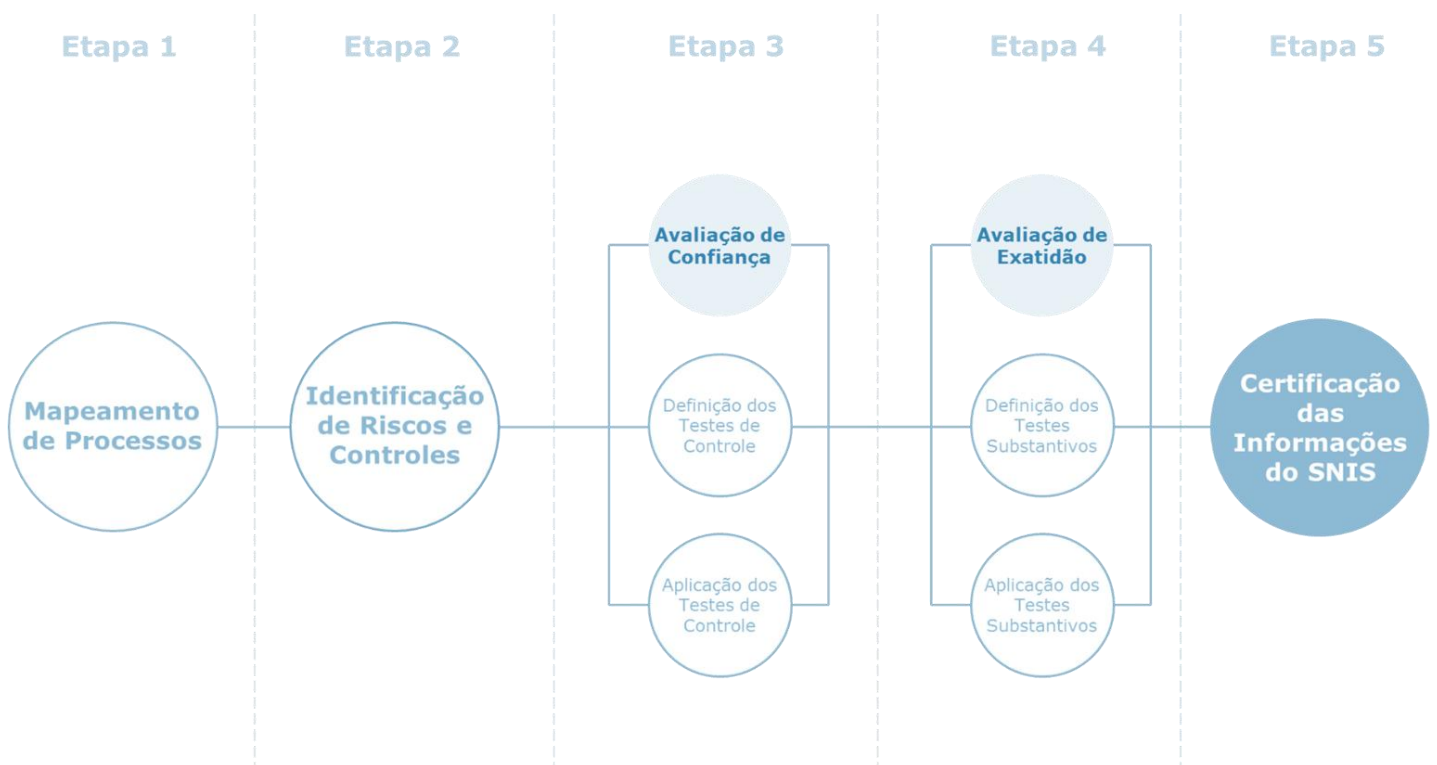 Etapa 1
Etapa 2
Etapa 3
Etapa 4
Etapa 5
Mapeamento
de Processos
Identificação
de Riscos e
Controles
Avaliação de
Confiança
Definição dos
Testes de
Controle
Aplicação dos
Testes de
Controle
Avaliação de
Exatidão
Definição dos
Testes
Substantivos
Aplicação dos
Testes
Substantivos
Certificação
das
Informações
do SNIS